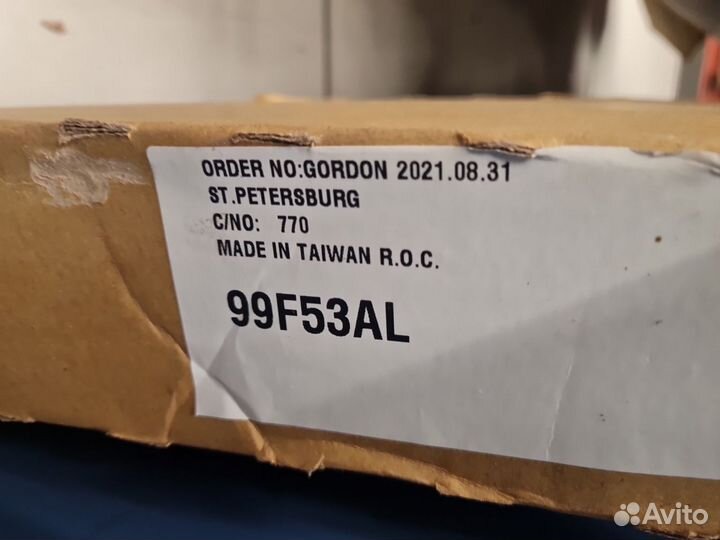 ORDER NO:GORDON 2021.08.31
ST.PETERSBURG
C/NO: 770
MADE IN TAIWAN R.O.C.
99F53AL
Avito